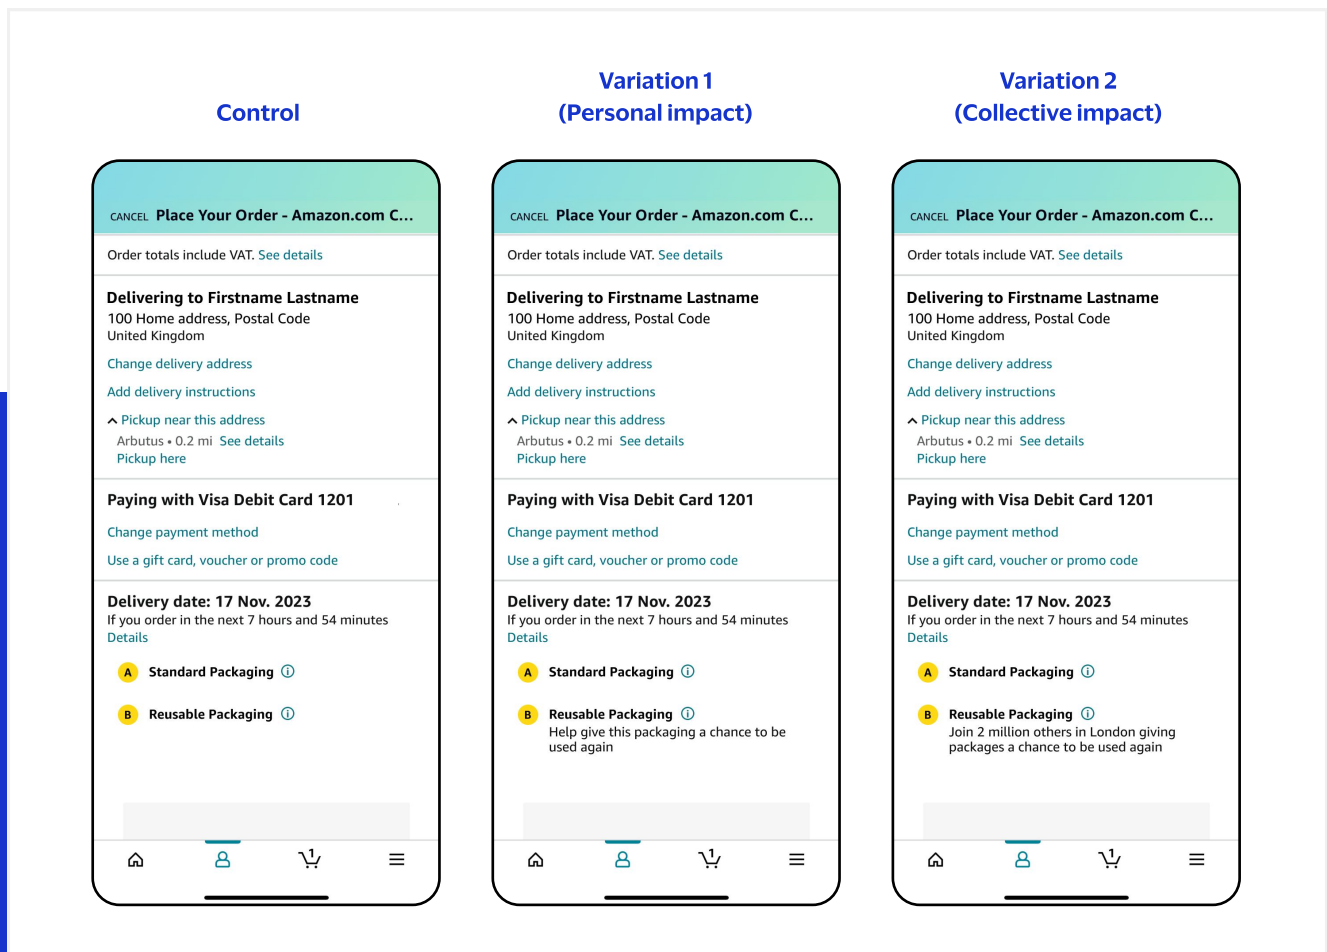 Control
Variation 1
(Personal impact)
Variation 2
(Collective impact)
CANCEL Place Your Order - Amazon.com C...
Order totals include VAT. See details
Delivering to Firstname Lastname
100 Home address, Postal Code
United Kingdom
Change delivery address
Add delivery instructions
Pickup near this address
Arbutus • 0.2 mi See details
Pickup here
Paying with Visa Debit Card 1201
Change payment method
Use a gift card, voucher or promo code
Delivery date: 17 Nov. 2023
If you order in the next 7 hours and 54 minutes
Details
A Standard Packaging
B Reusable Packaging
1
CANCEL Place Your Order - Amazon.com C...
Order totals include VAT. See details
Delivering to Firstname Lastname
100 Home address, Postal Code
United Kingdom
Change delivery address
Add delivery instructions
Pickup near this address
Arbutus • 0.2 mi See details
Pickup here
Paying with Visa Debit Card 1201
Change payment method
Use a gift card, voucher or promo code
Delivery date: 17 Nov. 2023
If you order in the next 7 hours and 54 minutes
Details
A Standard Packaging
B Reusable Packaging
Help give this packaging a chance to be
used again
1
CANCEL Place Your Order - Amazon.com C...
Order totals include VAT. See details
Delivering to Firstname Lastname
100 Home address, Postal Code
United Kingdom
Change delivery address
Add delivery instructions
Pickup near this address
Arbutus • 0.2 mi See details
Pickup here
Paying with Visa Debit Card 1201
Change payment method
Use a gift card, voucher or promo code
Delivery date: 17 Nov. 2023
If you order in the next 7 hours and 54 minutes
Details
A Standard Packaging
B Reusable Packaging
Join 2 million others in London giving
packages a chance to be used again
1